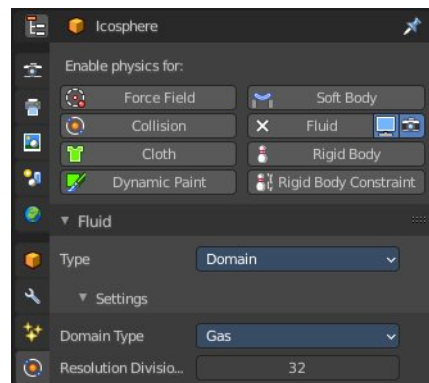 Icosphere
Enable physics for:
Force Field Soft Body
Collision Fluid
Cloth Rigid Body
Dynamic Paint Rigid Body Constraint
Fluid
Type Domain
Settings
Domain Type Gas
Resolution Divisio... 32